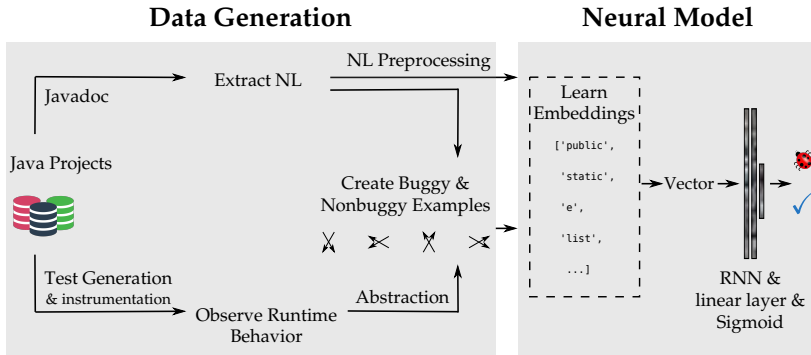 Data Generation
Neural Model
Javadoc
Extract NL
NL Preprocessing
Java Projects
Create Buggy &
Nonbuggy Examples
Test Generation
& instrumentation
Observe Runtime
Behavior
Abstraction
Learn
Embeddings
['public',
'static',
'e',
'list',
...]
Vector
RNN &
linear layer &
Sigmoid